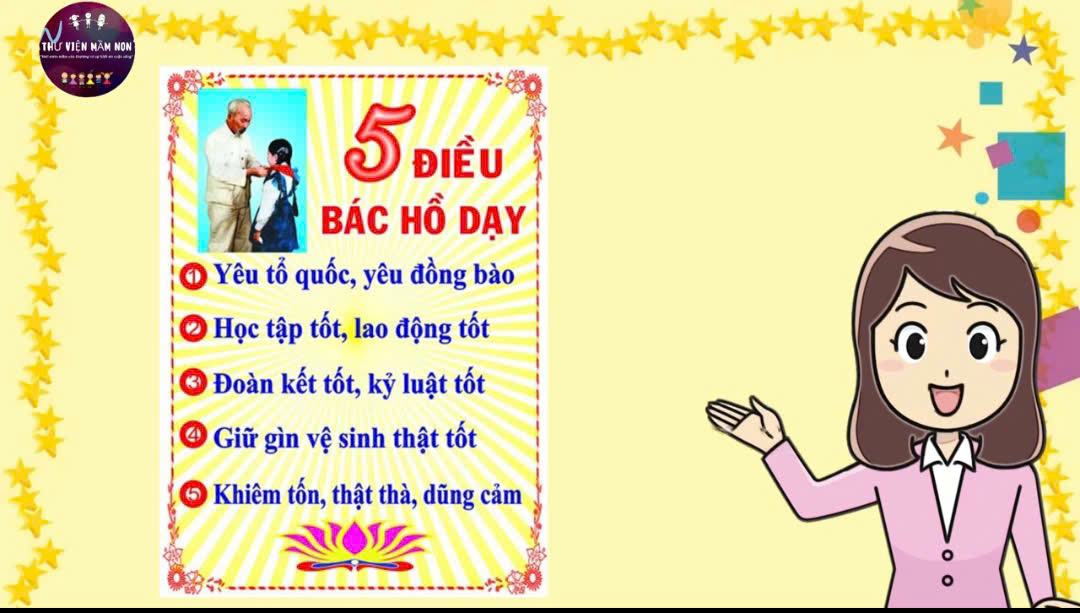 THƯ VIỆN MẦM NON
5 ĐIỀU
BÁC HỒ DẠY
1 Yêu tổ quốc, yêu đồng bào
2 Học tập tốt, lao động tốt
3 Đoàn kết tốt, kỷ luật tốt
4 Giữ gìn vệ sinh thật tốt
5 Khiêm tốn, thật thà, dũng cảm